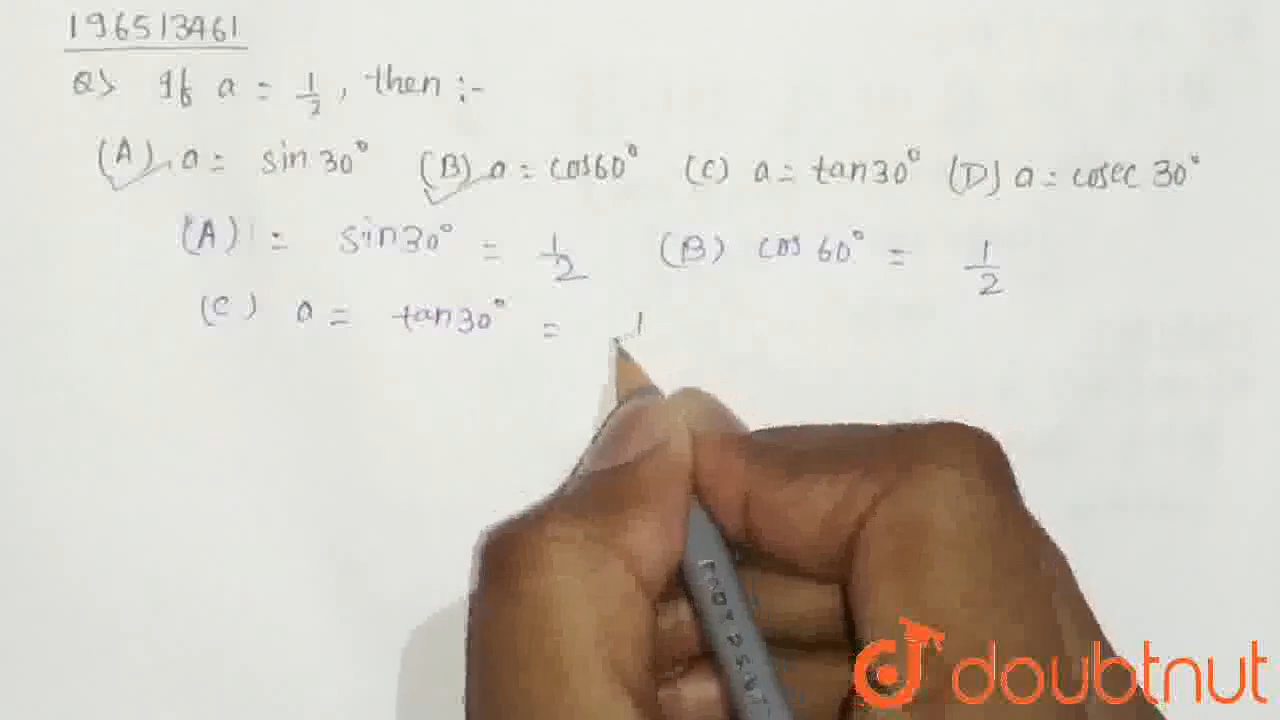 196513461
Q) If a = 1/2, then :-
(A) a = sin 30° (B) a = cos 60° (C) a = tan 30° (D) a = cosec 30°
(A) = sin 30° = 1/2 (B) cos 60° = 1/2
(C) a = tan 30° = 1
doubtnut